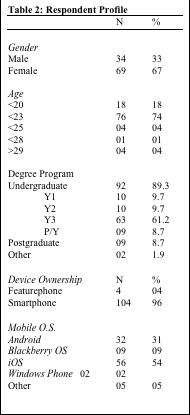 Table 2: Respondent Profile
N %
Gender
Male 34 33
Female 69 67
Age
<20 18 18
<23 76 74
<25 04 04
<28 01 01
>29 04 04
Degree Program
Undergraduate 92 89.3
Y1 10 9.7
Y2 10 9.7
Y3 63 61.2
P/Y 09 8.7
Postgraduate 09 8.7
Other 02 1.9
Device Ownership N %
Featurephone 4 04
Smartphone 104 96
Mobile O.S.
Android 32 31
Blackberry OS 09 09
iOS 56 54
Windows Phone 02 02
Other 05 05